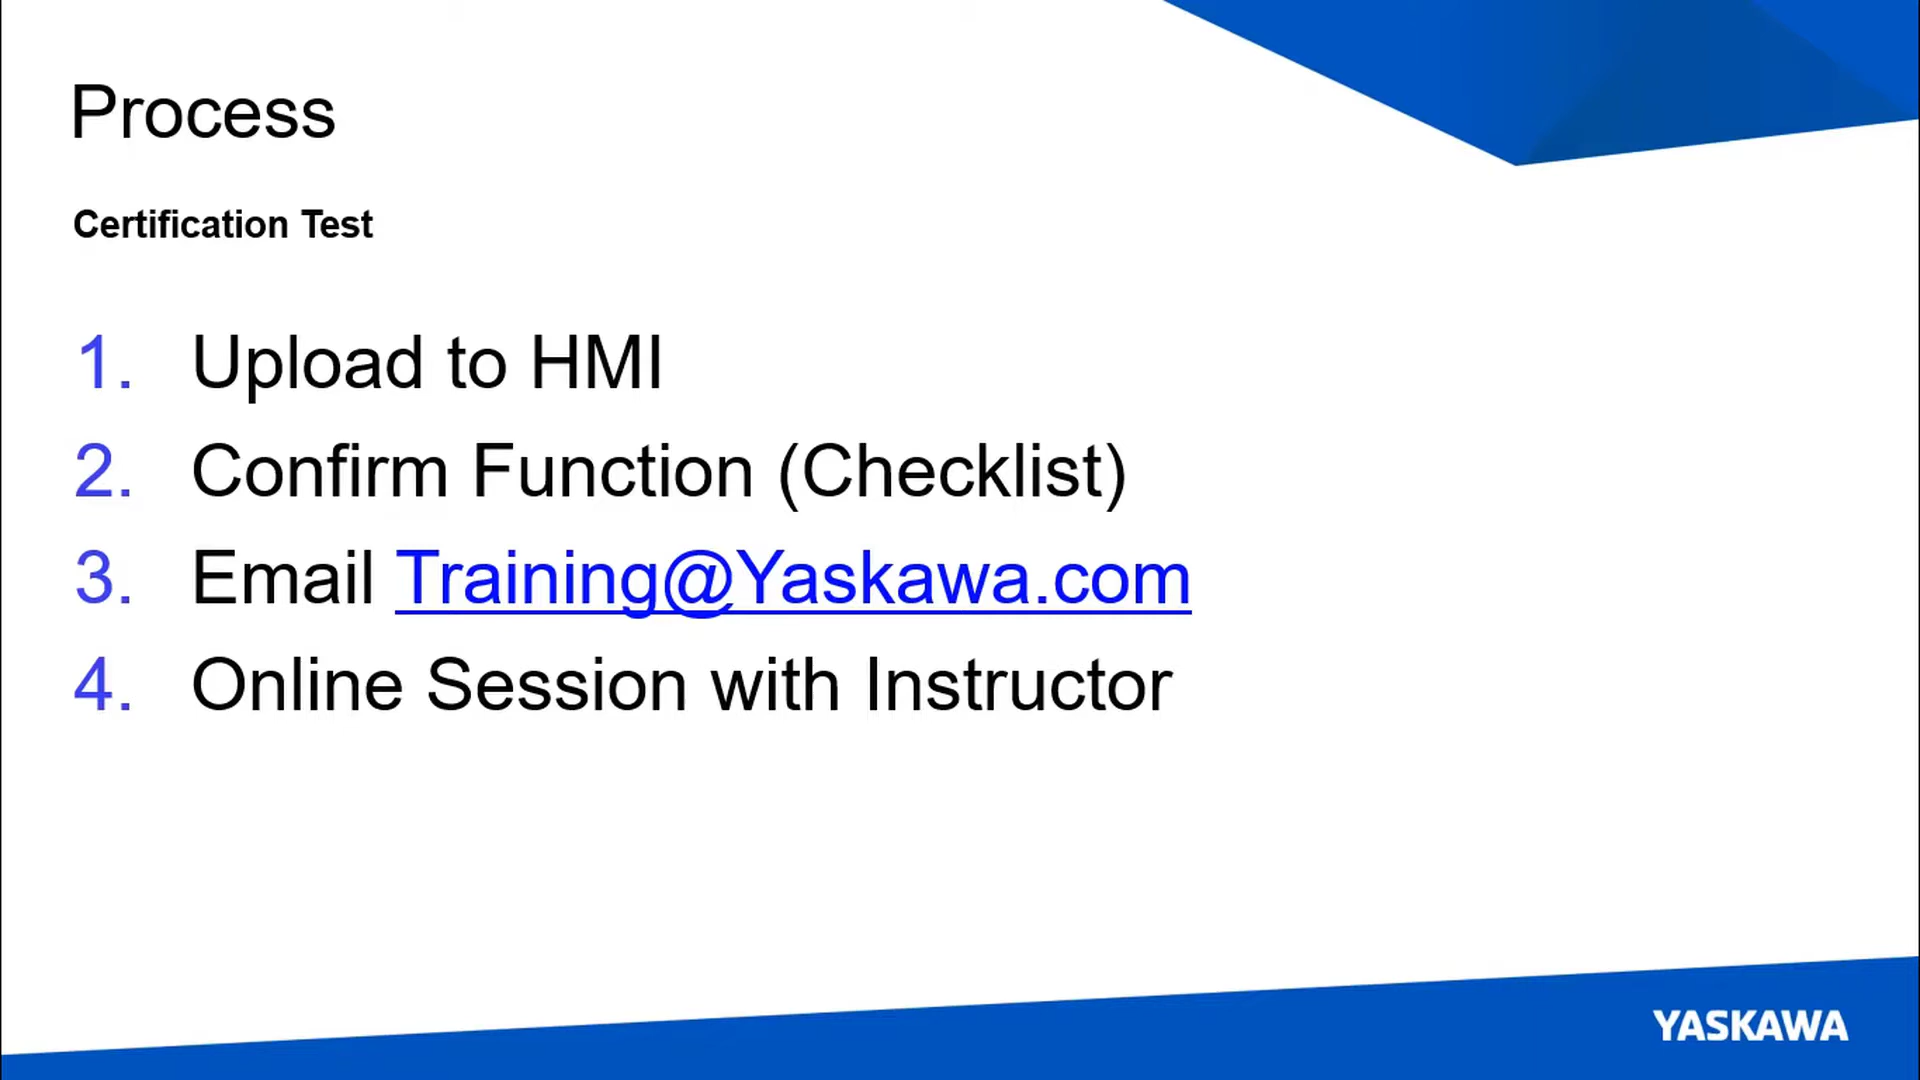 Process
Certification Test
1. Upload to HMI
2. Confirm Function (Checklist)
3. Email Training@Yaskawa.com
4. Online Session with Instructor
YASKAWA